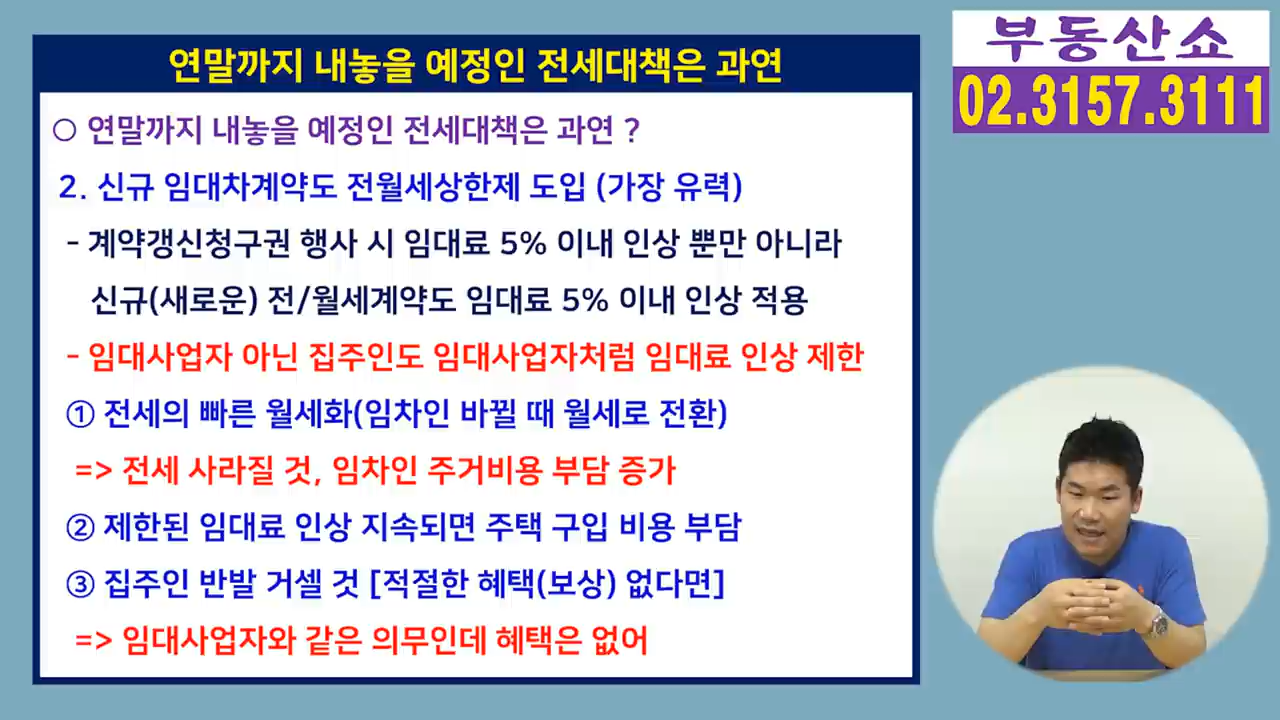 연말까지 내놓을 예정인 전세대책은 과연
부동산쇼
02.3157.3111
○ 연말까지 내놓을 예정인 전세대책은 과연 ?
2. 신규 임대차계약도 전월세상한제 도입 (가장 유력)
- 계약갱신청구권 행사 시 임대료 5% 이내 인상 뿐만 아니라
신규(새로운) 전/월세계약도 임대료 5% 이내 인상 적용
- 임대사업자 아닌 집주인도 임대사업자처럼 임대료 인상 제한
① 전세의 빠른 월세화(임차인 바뀔 때 월세로 전환)
=> 전세 사라질 것, 임차인 주거비용 부담 증가
② 제한된 임대료 인상 지속되면 주택 구입 비용 부담
③ 집주인 반발 거셀 것 [적절한 혜택(보상) 없다면]
=> 임대사업자와 같은 의무인데 혜택은 없어